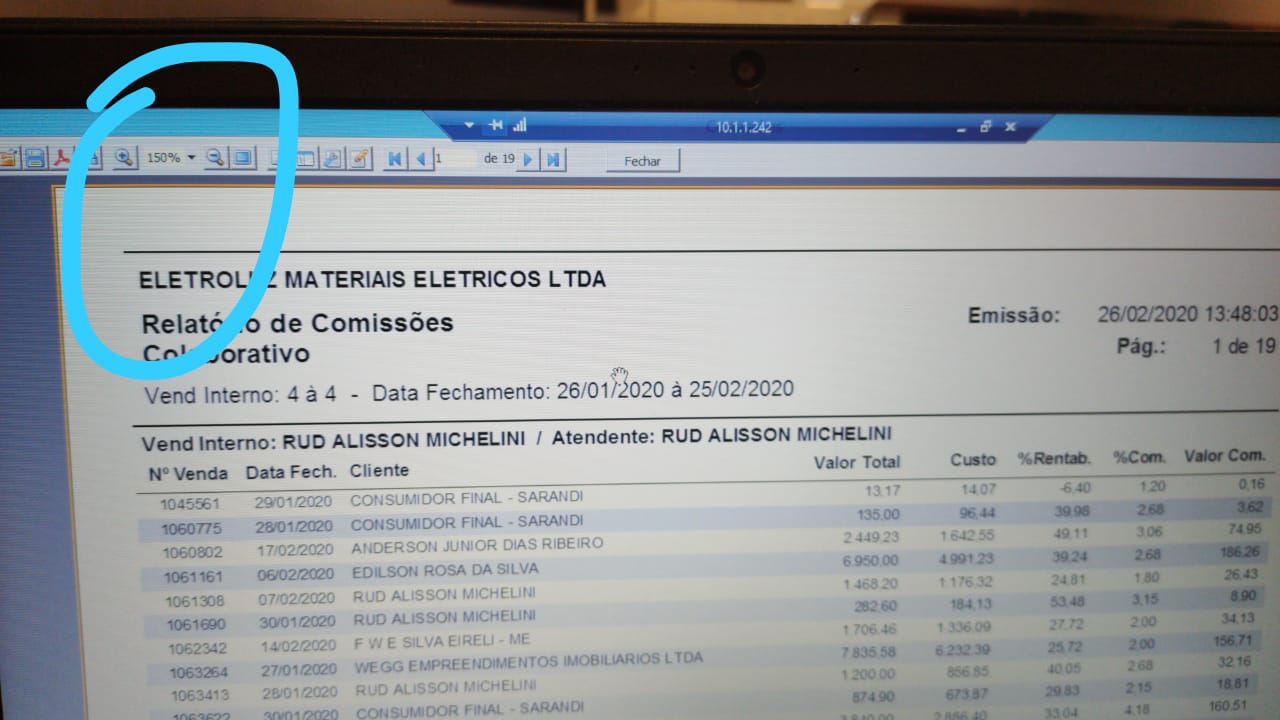 10.1.1.242
150%
1 de 19
Fechar
ELETROLUZ MATERIAIS ELETRICOS LTDA
Relatório de Comissões
Colaborativo
Emissão: 26/02/2020 13:48:03
Pág.: 1 de 19
Vend Interno: 4 à 4 - Data Fechamento: 26/01/2020 à 25/02/2020
Vend Interno: RUD ALISSON MICHELINI / Atendente: RUD ALISSON MICHELINI
Nº Venda Data Fech. Cliente Valor Total Custo %Rentab. %Com. Valor Com.
1045561 29/01/2020 CONSUMIDOR FINAL - SARANDI 13,17 14,07 -6,40 1,20 0,16
1060775 28/01/2020 CONSUMIDOR FINAL - SARANDI 135,00 96,44 39,98 2,68 3,62
1060802 17/02/2020 ANDERSON JUNIOR DIAS RIBEIRO 2.449,23 1.642,55 49,11 3,06 74,95
1061161 06/02/2020 EDILSON ROSA DA SILVA 6.950,00 4.991,23 39,24 2,68 186,26
1061308 07/02/2020 RUD ALISSON MICHELINI 1.468,20 1.176,32 24,81 1,80 26,43
1061690 30/01/2020 RUD ALISSON MICHELINI 282,60 184,13 53,48 3,15 8,90
1062342 14/02/2020 F W E SILVA EIRELI - ME 1.706,46 1.336,09 27,72 2,00 34,13
1063264 27/01/2020 WEGG EMPREENDIMENTOS IMOBILIARIOS LTDA 7.835,58 6.232,39 25,72 2,00 156,71
1063413 28/01/2020 RUD ALISSON MICHELINI 1.200,00 856,85 40,05 2,68 32,16
30/01/2020 CONSUMIDOR FINAL - SARANDI 874,90 673,87 29,83 2,15 18,81
33,04 4,18 160,51